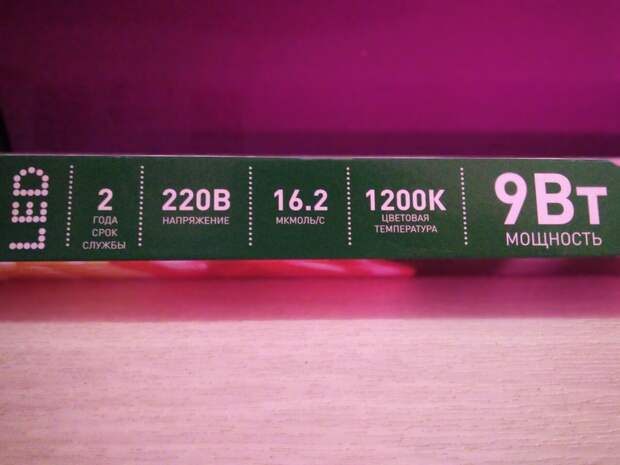 LED
2
ГОДА
СРОК
СЛУЖБЫ
220В
НАПРЯЖЕНИЕ
16.2
МКМОЛЬ/С
1200К
ЦВЕТОВАЯ
ТЕМПЕРАТУРА
9Вт
МОЩНОСТЬ